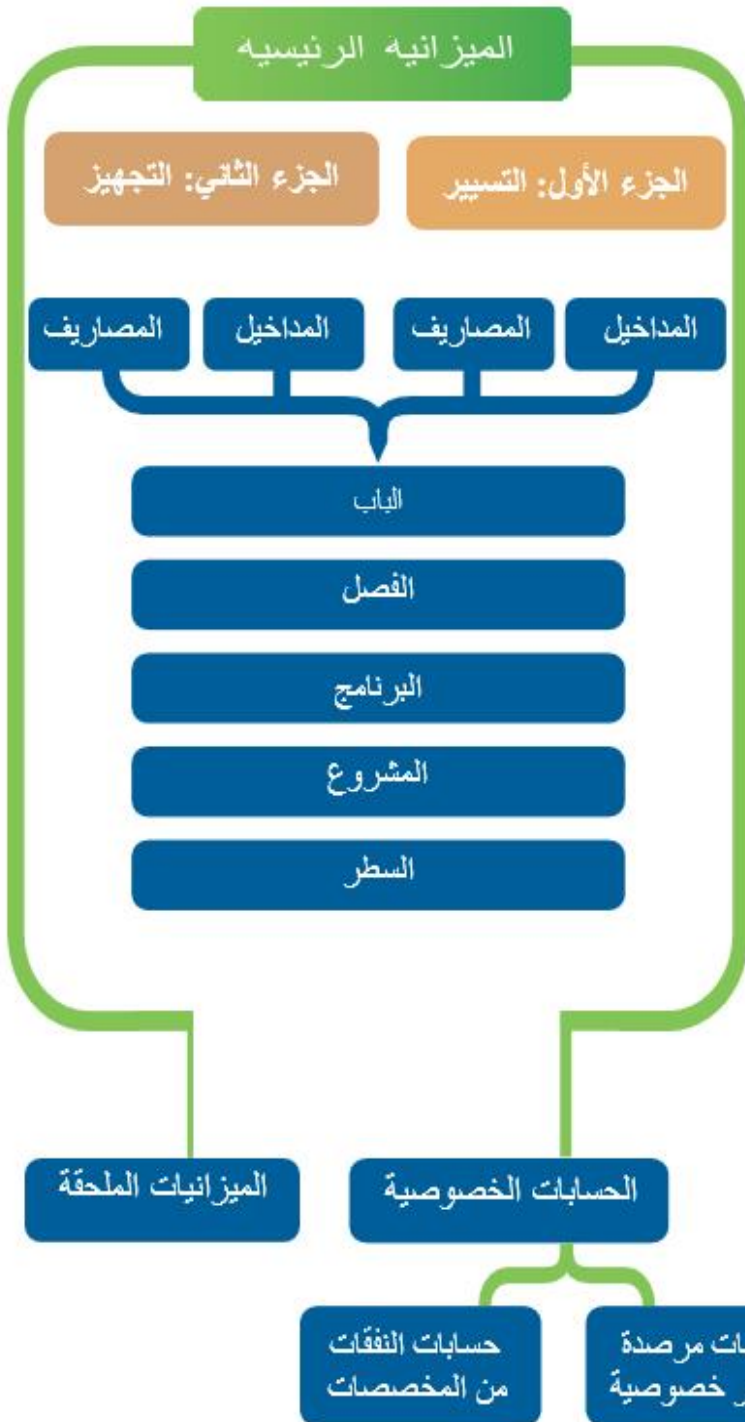 الميزانيه الرئيسيه
الجزء الأول: التسيير
الجزء الثاني: التجهيز
المداخيل
المصاريف
المداخيل
المصاريف
الباب
الفصل
البرنامج
المشروع
السطر
الحسابات الخصوصية
الميزانيات الملحقة
مرصدة
خصوصية
حسابات النفقات
من المخصصات